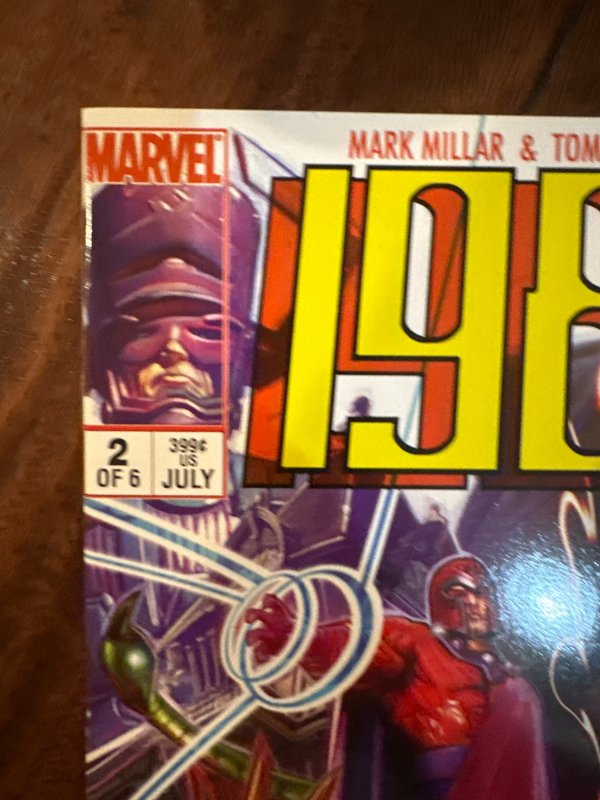 MARVEL
MARK MILLAR & TOM
198
2
OF 6
399¢
US
JULY